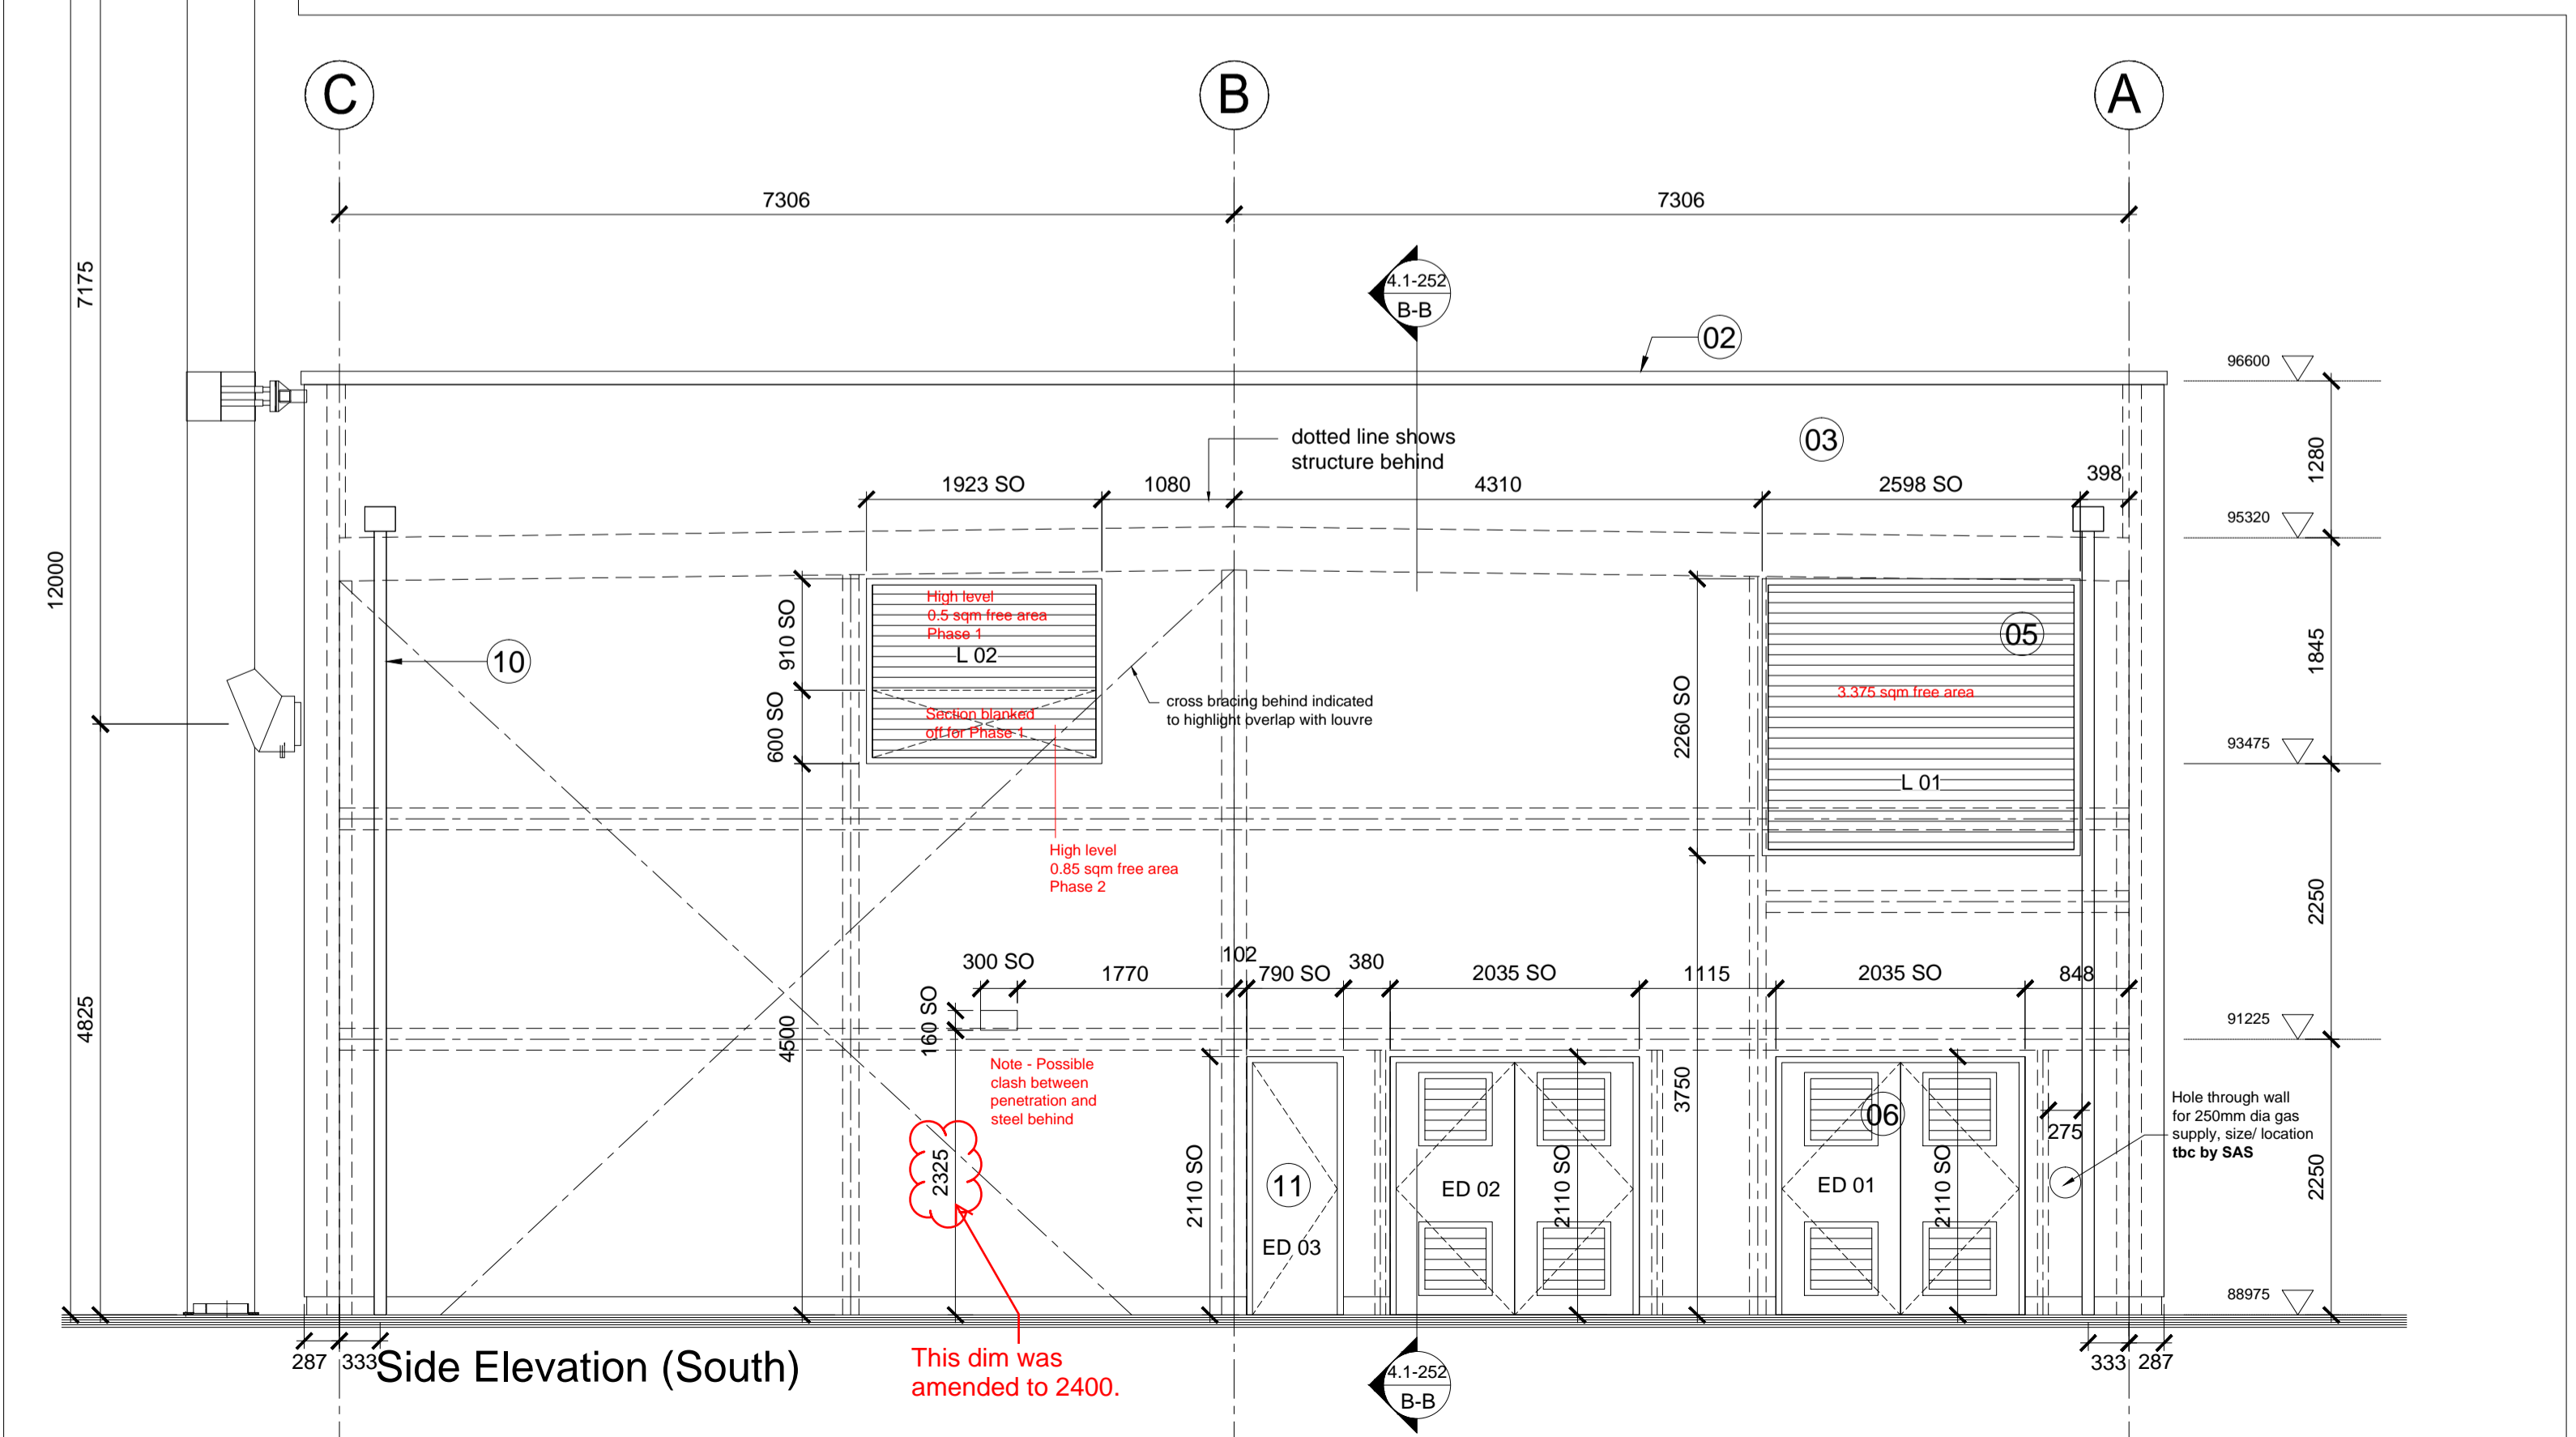 C
B
A
7306
7306
7175
12000
4825
4.1-252
B-B
02
96600
dotted line shows
structure behind
03
1280
1923 SO
1080
4310
2598 SO
398
95320
10
910 SO
High level
0.5 sqm free area
Phase 1
L 02
600 SO
Section blanked
off for Phase 1
cross bracing behind indicated
to highlight overlap with louvre
2260 SO
05
3.375 sqm free area
L 01
1845
93475
High level
0.85 sqm free area
Phase 2
2250
300 SO
1770
102
790 SO
380
2035 SO
1115
2035 SO
848
160 SO
4500
91225
Note - Possible
clash between
penetration and
steel behind
2325
2110 SO
11
ED 03
ED 02
2110 SO
3750
06
ED 01
2110 SO
275
Hole through wall
for 250mm dia gas
supply, size/ location
tbc by SAS
2250
88975
287
333
Side Elevation (South)
This dim was
amended to 2400.
4.1-252
B-B
333
287